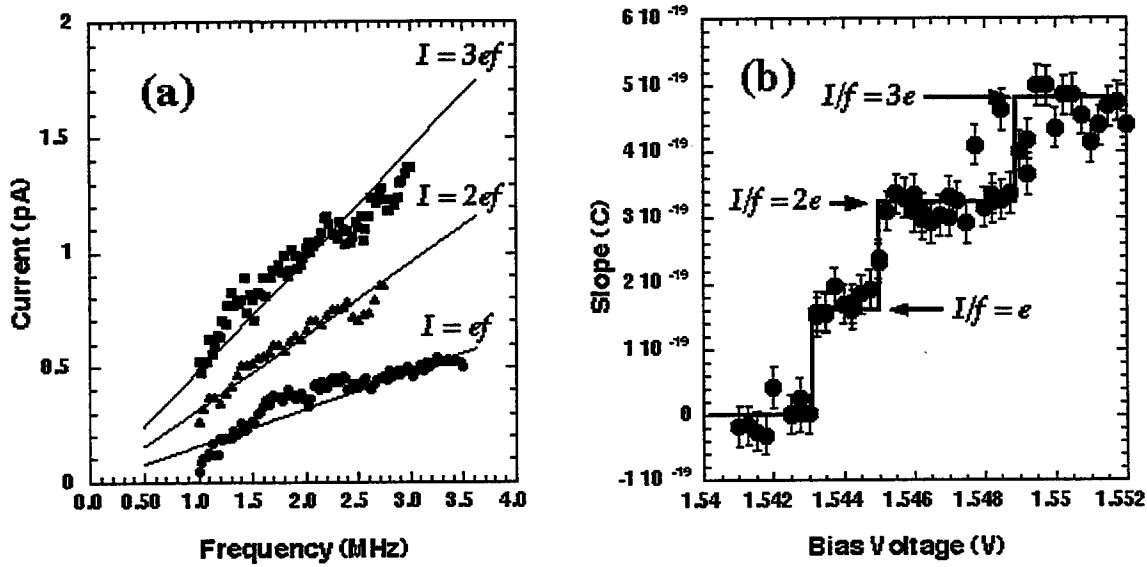 (a)
I = 3ef
I = 2ef
I = ef
2
1.5
1
0.5
0
Current (pA)
0.0 0.50 1.0 1.5 2.0 2.5 3.0 3.5 4.0
Frequency (MHz)
(b)
I/f = 3e
I/f = 2e
I/f = e
6 10 -19
5 10 -19
4 10 -19
3 10 -19
2 10 -19
1 10 -19
0
-1 10 -19
Slope (C)
1.54 1.542 1.544 1.546 1.548 1.55 1.552
Bias Voltage (V)